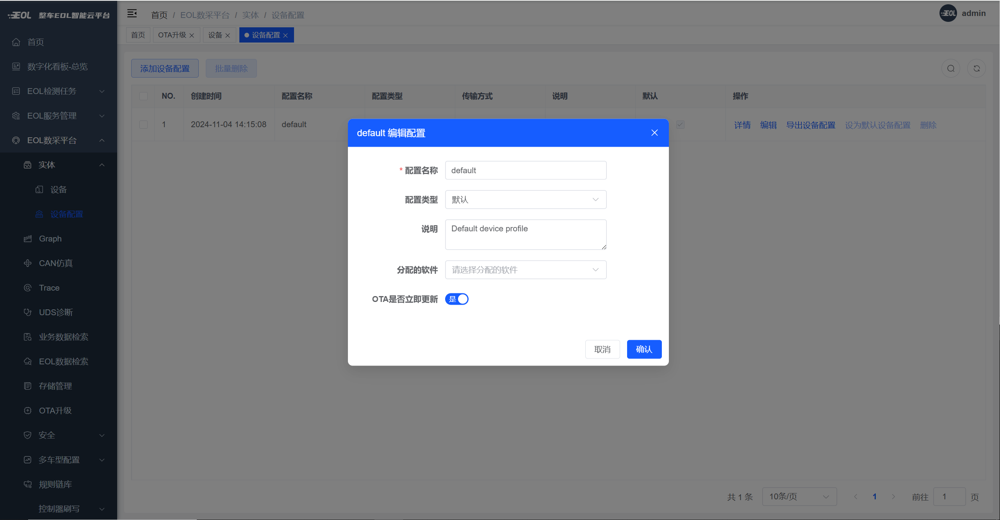 EOL 整车EOL智能云平台
首页
数字化看板-总览
EOL检测任务
EOL服务管理
EOL数采平台
实体
设备
设备配置
Graph
CAN仿真
Trace
UDS诊断
业务数据检索
EOL数据检索
存储管理
OTA升级
安全
多车型配置
规则链库
控制器刷写
首页 / EOL数采平台 / 实体 / 设备配置
EOL admin
首页 OTA升级 设备 设备配置
添加设备配置 批量删除
NO. 创建时间 配置名称 配置类型 传输方式 说明 默认 操作
1 2024-11-04 14:15:08 default 详情 编辑 导出设备配置 设为默认设备配置 删除
default 编辑配置
* 配置名称 default
配置类型 默认
说明 Default device profile
分配的软件 请选择分配的软件
OTA是否立即更新 是
取消 确认
共 1 条 10条/页 1 前往 1 页